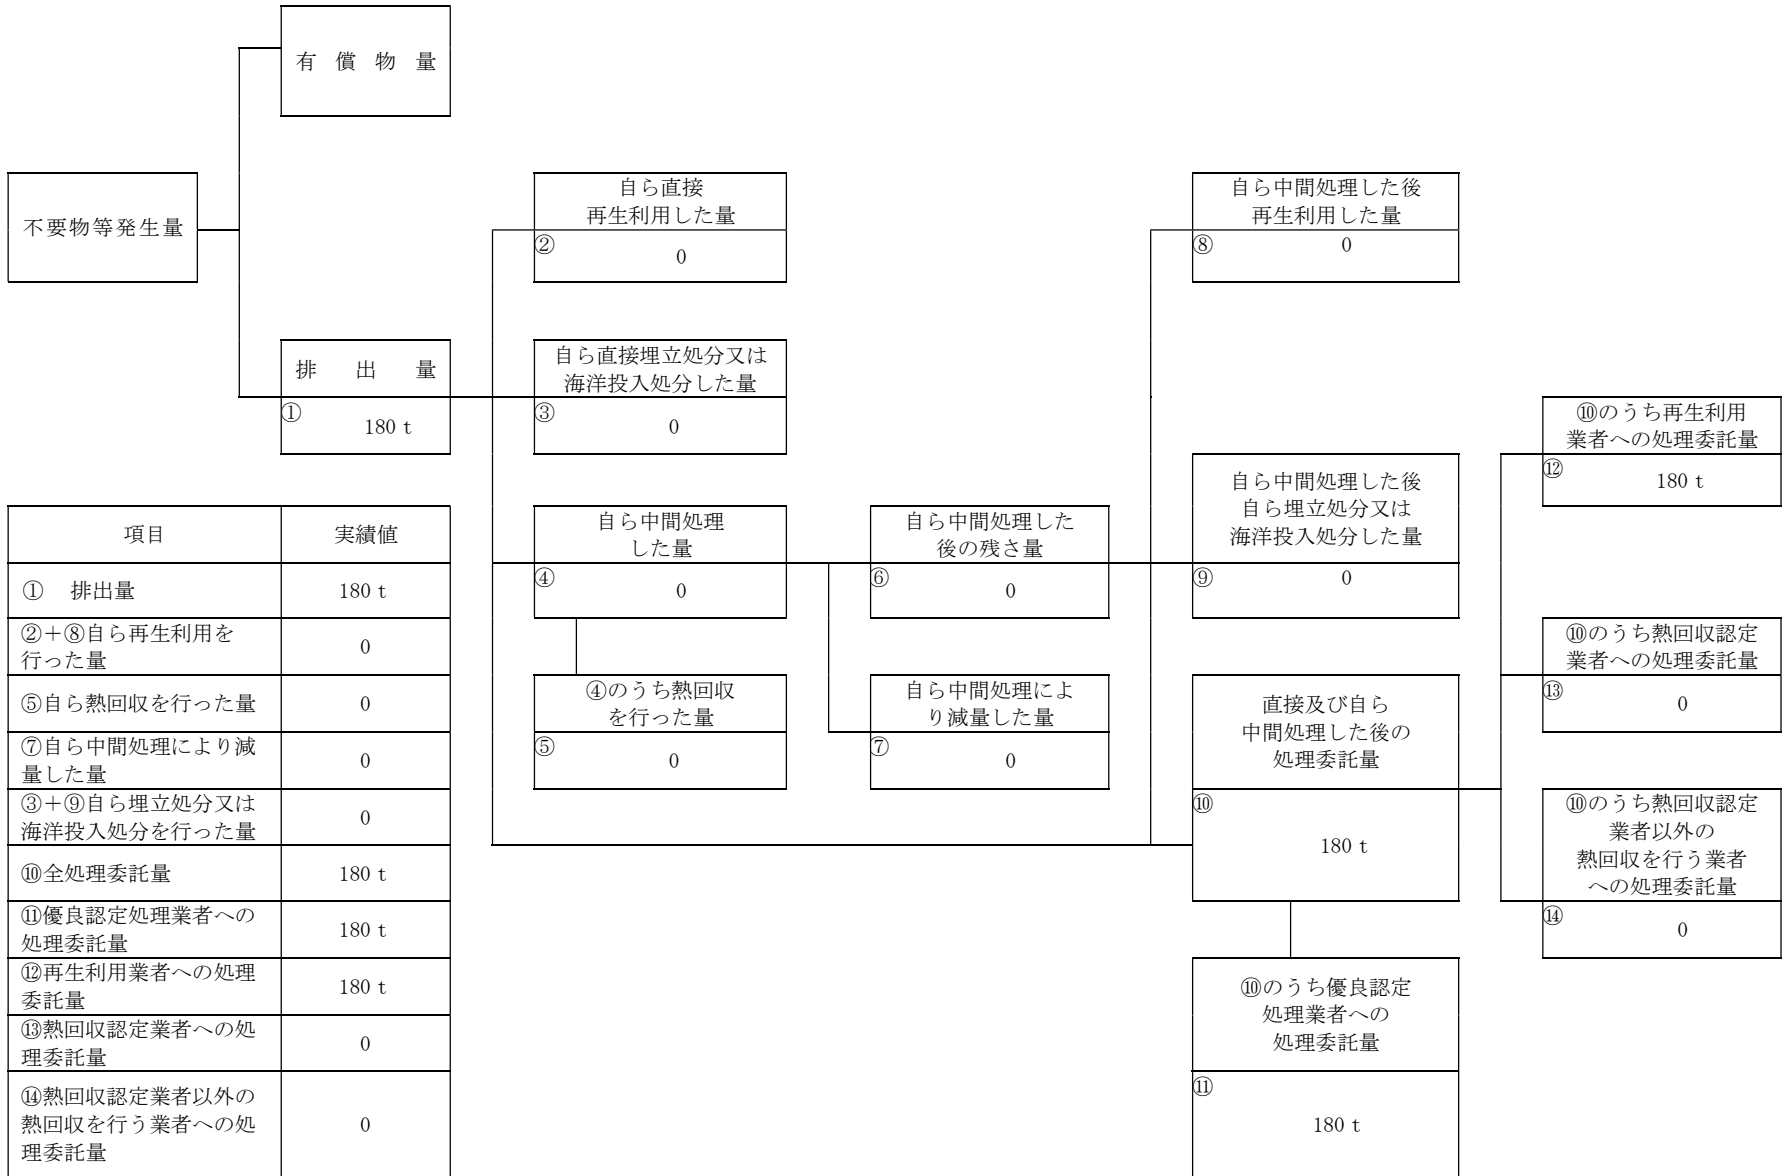 有 償 物 量
不要物等発生量
自ら直接
再生利用した量
② 0
自ら中間処理した後
再生利用した量
⑧ 0
排 出 量
① 180 t
自ら直接埋立処分又は
海洋投入処分した量
③ 0
⑩のうち再生利用
業者への処理委託量
⑫ 180 t
自ら中間処理した後
自ら埋立処分又は
海洋投入処分した量
⑨ 0
自ら中間処理
した量
④ 0
自ら中間処理した
後の残さ量
⑥ 0
⑩のうち熱回収認定
業者への処理委託量
⑬ 0
④のうち熱回収
を行った量
⑤ 0
自ら中間処理によ
り減量した量
⑦ 0
直接及び自ら
中間処理した後の
処理委託量
⑩
180 t
⑩のうち熱回収認定
業者以外の
熱回収を行う業者
への処理委託量
⑭ 0
⑩のうち優良認定
処理業者への
処理委託量
⑪
180 t
項目 実績値
① 排出量 180 t
②+⑧自ら再生利用を
行った量 0
⑤自ら熱回収を行った量 0
⑦自ら中間処理により減
量した量 0
③+⑨自ら埋立処分又は
海洋投入処分を行った量 0
⑩全処理委託量 180 t
⑪優良認定処理業者への
処理委託量 180 t
⑫再生利用業者への処理
委託量 180 t
⑬熱回収認定業者への処
理委託量 0
⑭熱回収認定業者以外の
熱回収を行う業者への処
理委託量 0